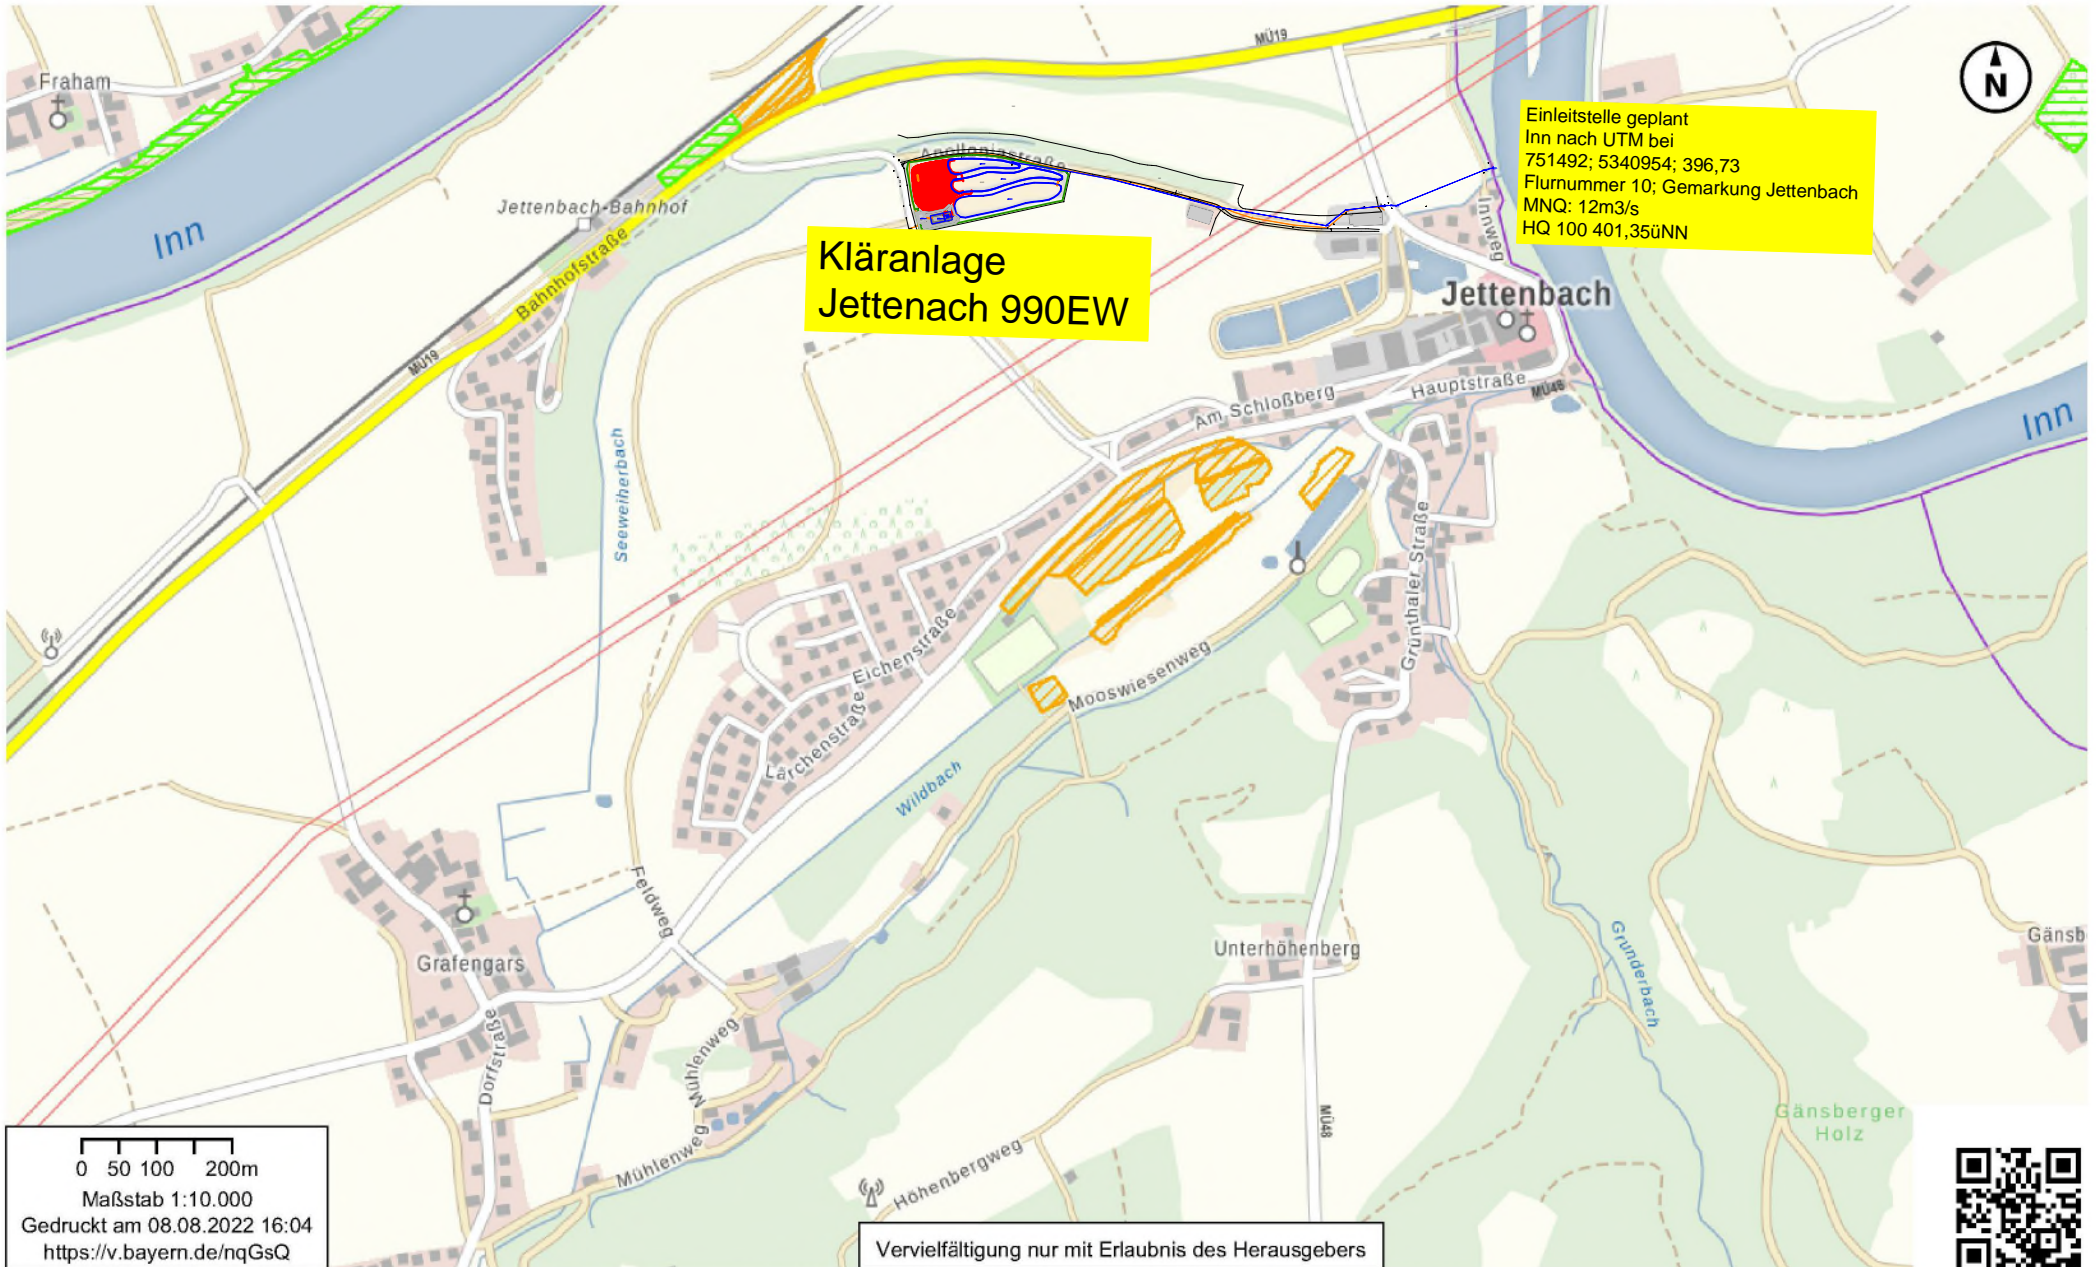 MÜ19
Fraham
N
Einleitstelle geplant
Inn nach UTM bei
751492; 5340954; 396,73
Flurnummer 10; Gemarkung Jettenbach
MNQ: 12m3/s
HQ 100 401,35üNN
Apolloniastraße
Jettenbach-Bahnhof
Inn
Innweg
Bahnhofstraße
Kläranlage
Jettenach 990EW
Jettenbach
MÜ19
Hauptstraße
MÜ48
Am Schloßberg
Inn
Seeweiherbach
Grünthaler Straße
Eichenstraße
Mooswiesenweg
Lärchenstraße
Wildbach
Feldweg
Grafengars
Unterhöhenberg
Gänsb
Gründerbach
Dorfstraße
Mühlenweg
MÜ48
Gänsberger
Holz
Mühlenweg
Höhenbergweg
0 50 100 200m
Maßstab 1:10.000
Gedruckt am 08.08.2022 16:04
https://v.bayern.de/nqGsQ
Vervielfältigung nur mit Erlaubnis des Herausgebers